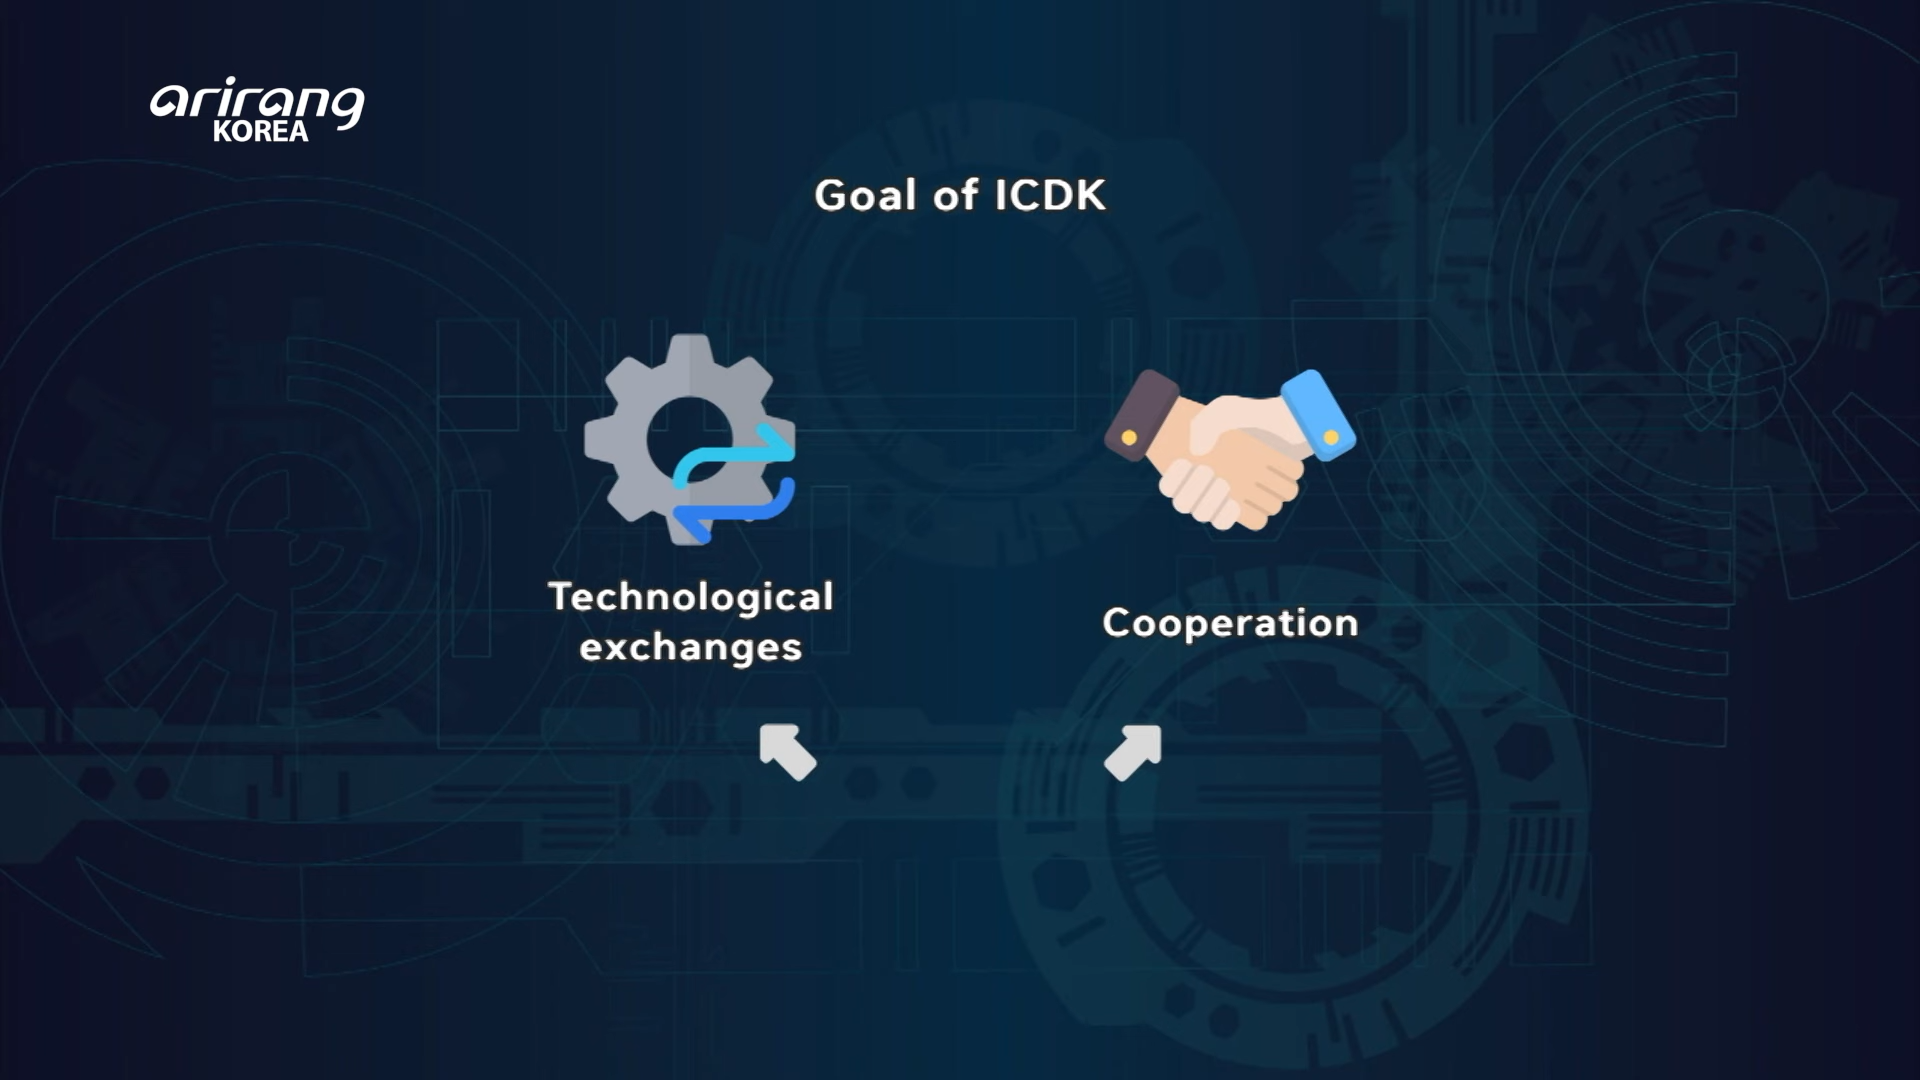 arirang
KOREA
Goal of ICDK
Technological
exchanges
Cooperation